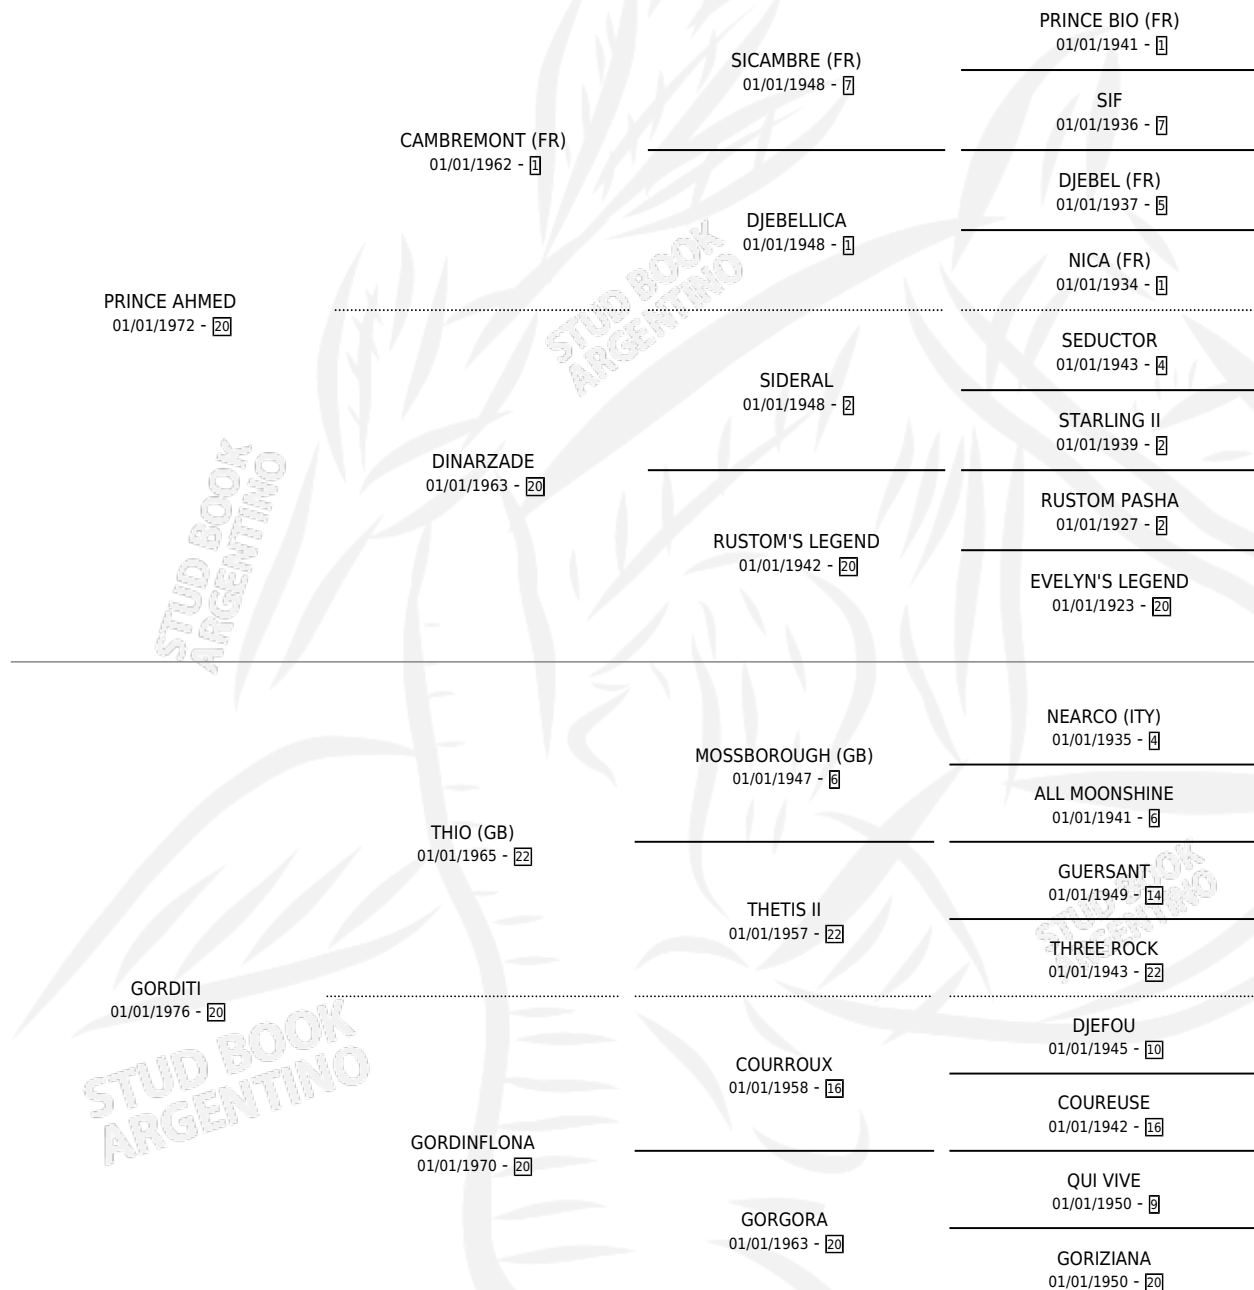 PRINCE BIO (FR)
01/01/1941 - 1
SICAMBRE (FR)
01/01/1948 - 7
SIF
01/01/1936 - 7
CAMBREMONT (FR)
01/01/1962 - 1
DJEBEL (FR)
01/01/1937 - 5
DJEBELLICA
01/01/1948 - 1
NICA (FR)
01/01/1934 - 1
PRINCE AHMED
01/01/1972 - 20
SEDUCTOR
01/01/1943 - 4
SIDERAL
01/01/1948 - 2
STARLING II
01/01/1939 - 2
DINARZADE
01/01/1963 - 20
RUSTOM PASHA
01/01/1927 - 2
RUSTOM'S LEGEND
01/01/1942 - 20
EVELYN'S LEGEND
01/01/1923 - 20
NEARCO (ITY)
01/01/1935 - 4
MOSSBOROUGH (GB)
01/01/1947 - 6
ALL MOONSHINE
01/01/1941 - 6
THIO (GB)
01/01/1965 - 22
GUERSANT
01/01/1949 - 14
THETIS II
01/01/1957 - 22
THREE ROCK
01/01/1943 - 22
GORDITI
01/01/1976 - 20
DJEFOU
01/01/1945 - 10
COURROUX
01/01/1958 - 16
COUREUSE
01/01/1942 - 16
GORDINFLONA
01/01/1970 - 20
QUI VIVE
01/01/1950 - 9
GORGORA
01/01/1963 - 20
GORIZIANA
01/01/1950 - 20
STUD BOOK
ARGENTINO
STUD BOOK
ARGENTINO
STUD BOOK
ARGENTINO
STUD BOOK
ARGENTINO